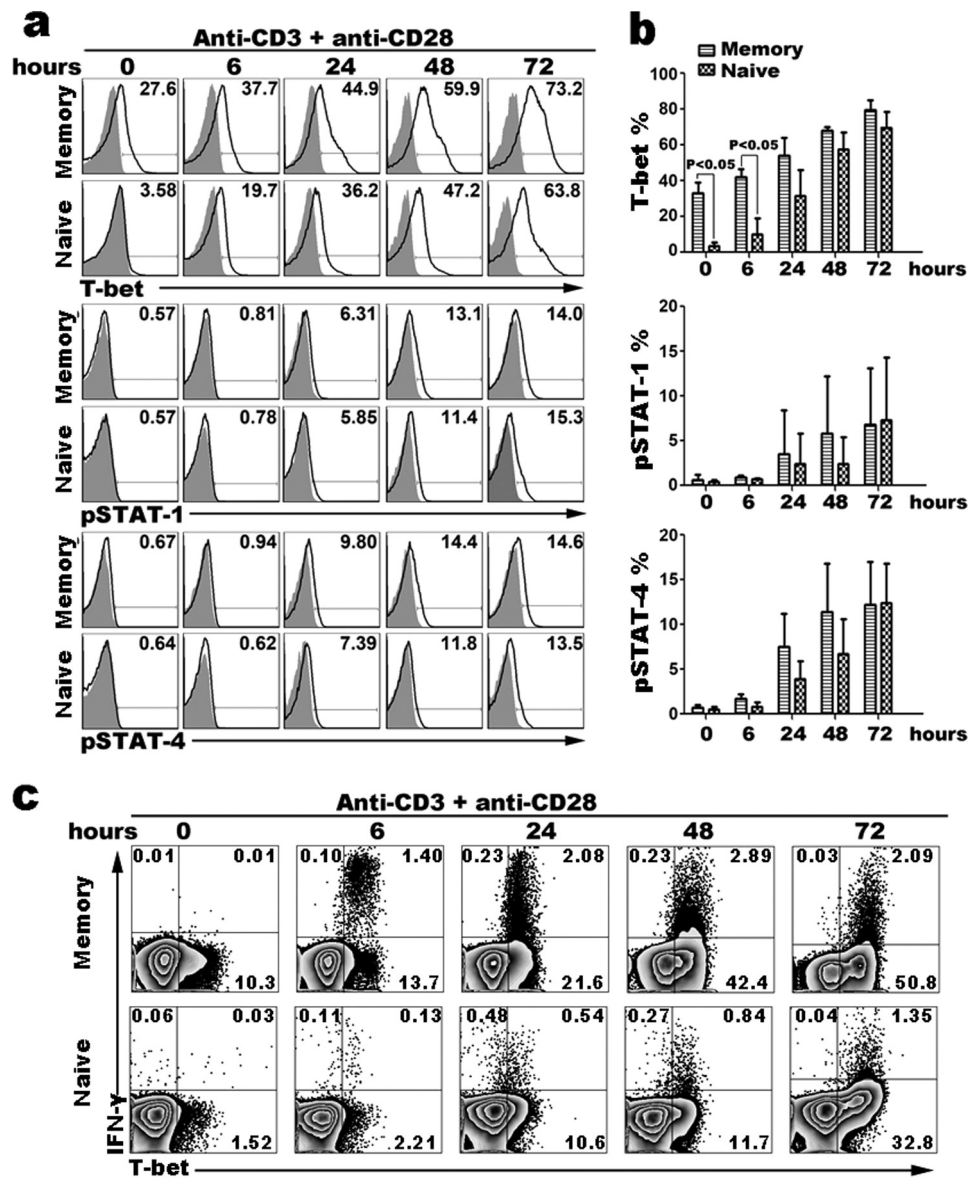 a
Anti-CD3 + anti-CD28
hours 0 6 24 48 72
Memory 27.6 37.7 44.9 59.9 73.2
Naive 3.58 19.7 36.2 47.2 63.8
T-bet
Memory 0.57 0.81 6.31 13.1 14.0
Naive 0.57 0.78 5.85 11.4 15.3
pSTAT-1
Memory 0.67 0.94 9.80 14.4 14.6
Naive 0.64 0.62 7.39 11.8 13.5
pSTAT-4
b
Memory
Naive
T-bet %
100
80
60
40
20
0
P<0.05 P<0.05
0 6 24 48 72 hours
pSTAT-1 %
20
15
10
5
0
0 6 24 48 72 hours
pSTAT-4 %
20
15
10
5
0
0 6 24 48 72 hours
c
Anti-CD3 + anti-CD28
hours 0 6 24 48 72
Memory
0.01 0.01 0.10 1.40 0.23 2.08 0.23 2.89 0.03 2.09
10.3 13.7 21.6 42.4 50.8
Naive
0.06 0.03 0.11 0.13 0.48 0.54 0.27 0.84 0.04 1.35
1.52 2.21 10.6 11.7 32.8
IFN-γ
T-bet